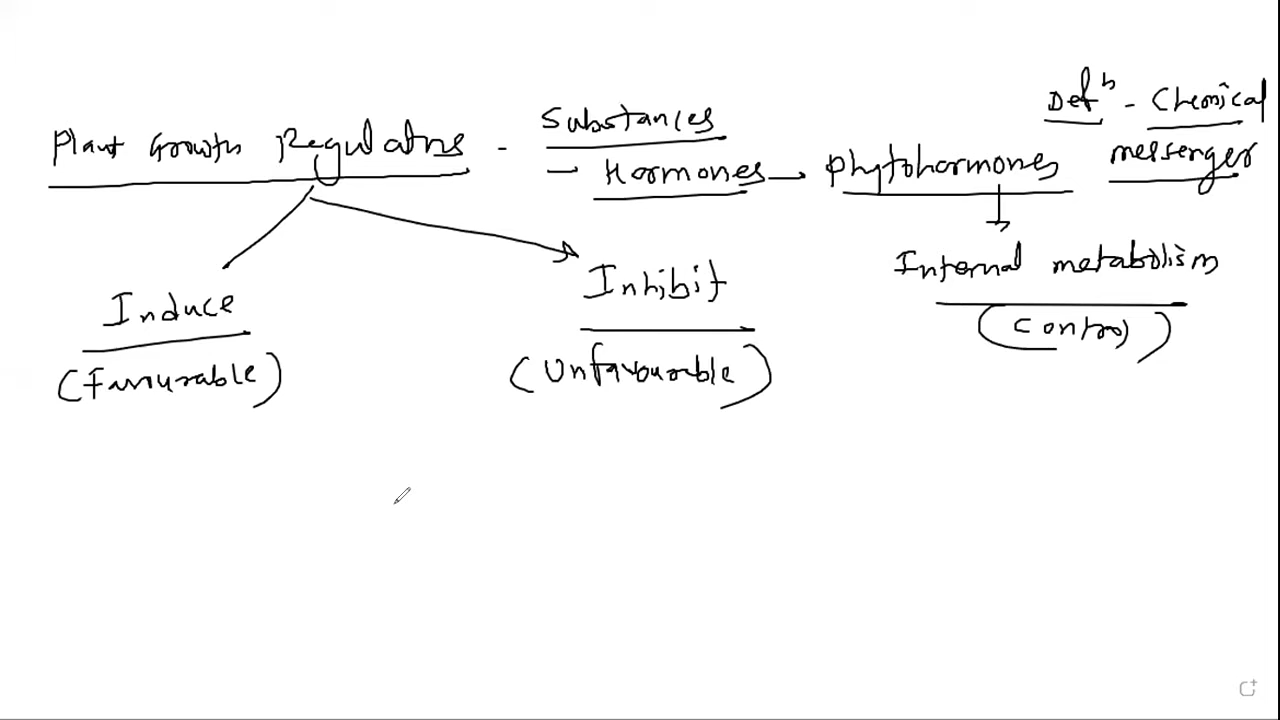 Plant Growth Regulators - Substances
- Hormones → Phytohormones
Defn - Chemical
messenger
Internal metabolism
(Control)
Induce
(Favourable)
Inhibit
(Unfavourable)